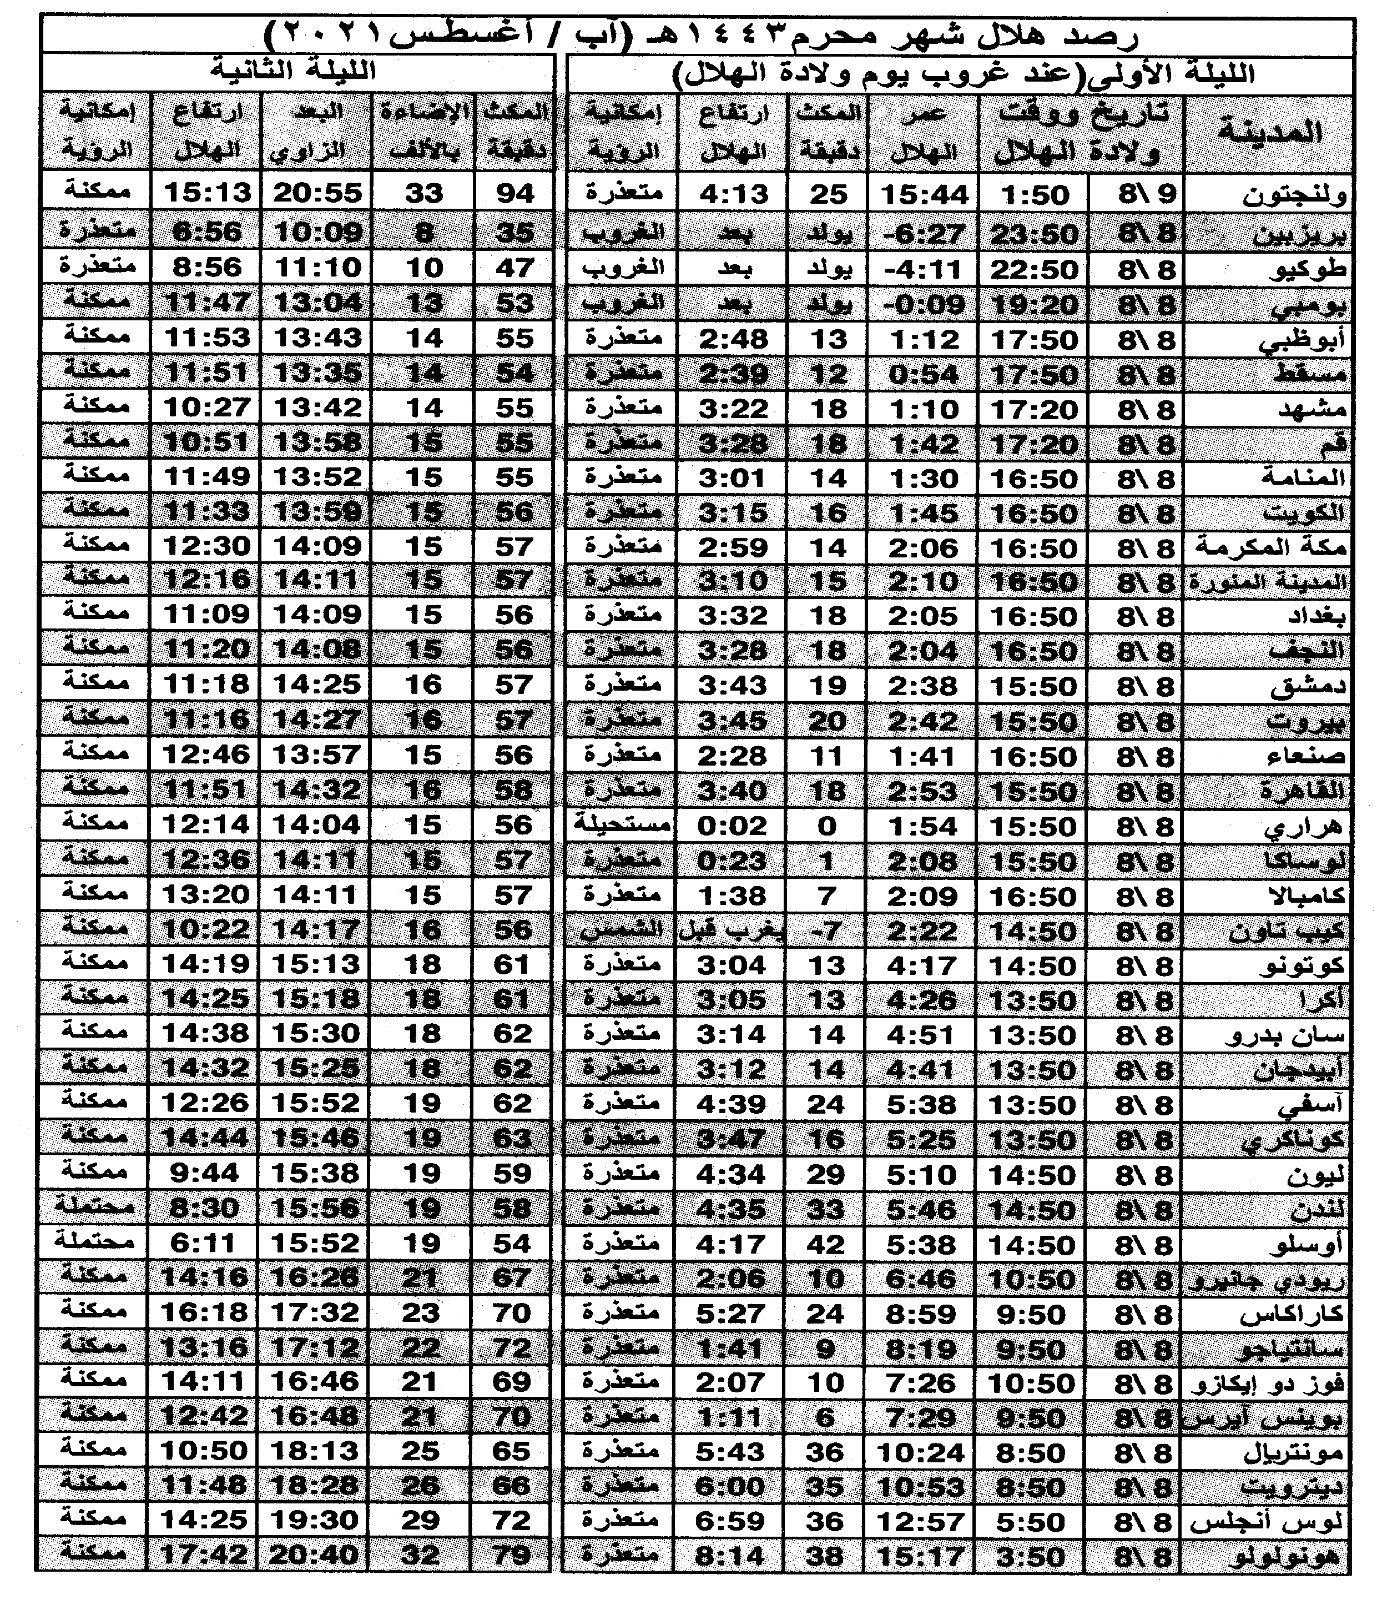 رصد هلال شهر محرم ١٤٤٣هـ (آب / أغسطس ٢٠٢١)
الليلة الأولى(عند غروب يوم ولادة الهلال) الليلة الثانية
المدينة تاريخ ووقت ولادة الهلال عمر الهلال المكث دقيقة ارتفاع الهلال إمكانية الرؤية المكث دقيقة الإضاءة بالألف البعد الزاوي ارتفاع الهلال إمكانية الرؤية
ولنجتون 9 \8 1:50 15:44 25 4:13 متعذرة 94 33 20:55 15:13 ممكنة
بريزبين 8 \8 23:50 -6:27 يولد بعد الغروب 35 8 10:09 6:56 متعذرة
طوكيو 8 \8 22:50 -4:11 يولد بعد الغروب 47 10 11:10 8:56 متعذرة
بومبي 8 \8 19:20 -0:09 يولد بعد الغروب 53 13 13:04 11:47 ممكنة
أبوظبي 8 \8 17:50 1:12 13 2:48 متعذرة 55 14 13:43 11:53 ممكنة
مسقط 8 \8 17:50 0:54 12 2:39 متعذرة 54 14 13:35 11:51 ممكنة
مشهد 8 \8 17:20 1:10 18 3:22 متعذرة 55 14 13:42 10:27 ممكنة
قم 8 \8 17:20 1:42 18 3:28 متعذرة 55 15 13:58 10:51 ممكنة
المنامة 8 \8 16:50 1:30 14 3:01 متعذرة 55 15 13:52 11:49 ممكنة
الكويت 8 \8 16:50 1:45 16 3:15 متعذرة 56 15 13:59 11:33 ممكنة
مكة المكرمة 8 \8 16:50 2:06 14 2:59 متعذرة 57 15 14:09 12:30 ممكنة
المدينة المنورة 8 \8 16:50 2:10 15 3:10 متعذرة 57 15 14:11 12:16 ممكنة
بغداد 8 \8 16:50 2:05 18 3:32 متعذرة 56 15 14:09 11:09 ممكنة
النجف 8 \8 16:50 2:04 18 3:28 متعذرة 56 15 14:08 11:20 ممكنة
دمشق 8 \8 15:50 2:38 19 3:43 متعذرة 57 16 14:25 11:18 ممكنة
بيروت 8 \8 15:50 2:42 20 3:45 متعذرة 57 16 14:27 11:16 ممكنة
صنعاء 8 \8 16:50 1:41 11 2:28 متعذرة 56 15 13:57 12:46 ممكنة
القاهرة 8 \8 15:50 2:53 18 3:40 متعذرة 58 16 14:32 11:51 ممكنة
هراري 8 \8 15:50 1:54 0 0:02 مستحيلة 56 15 14:04 12:14 ممكنة
لوساكا 8 \8 15:50 2:08 1 0:23 متعذرة 57 15 14:11 12:36 ممكنة
كامبالا 8 \8 16:50 2:09 7 1:38 متعذرة 57 15 14:11 13:20 ممكنة
كيب تاون 8 \8 14:50 2:22 -7 يغرب قبل الشمس 56 16 14:17 10:22 ممكنة
كوتونو 8 \8 14:50 4:17 13 3:04 متعذرة 61 18 15:13 14:19 ممكنة
أكرا 8 \8 13:50 4:26 13 3:05 متعذرة 61 18 15:18 14:25 ممكنة
سان بدرو 8 \8 13:50 4:51 14 3:14 متعذرة 62 18 15:30 14:38 ممكنة
أبيدجان 8 \8 13:50 4:41 14 3:12 متعذرة 62 18 15:25 14:32 ممكنة
آسفي 8 \8 13:50 5:38 24 4:39 متعذرة 62 19 15:52 12:26 ممكنة
كوناكري 8 \8 13:50 5:25 16 3:47 متعذرة 63 19 15:46 14:44 ممكنة
ليون 8 \8 14:50 5:10 29 4:34 متعذرة 59 19 15:38 9:44 ممكنة
لندن 8 \8 14:50 5:46 33 4:35 متعذرة 58 19 15:56 8:30 محتملة
أوسلو 8 \8 14:50 5:38 42 4:17 متعذرة 54 19 15:52 6:11 محتملة
ريودي جانيرو 8 \8 10:50 6:46 10 2:06 متعذرة 67 21 16:26 14:16 ممكنة
كاراكاس 8 \8 9:50 8:59 24 5:27 متعذرة 70 23 17:32 16:18 ممكنة
سانتياجو 8 \8 9:50 8:19 9 1:41 متعذرة 72 22 17:12 13:16 ممكنة
فوز دو إيكازو 8 \8 10:50 7:26 10 2:07 متعذرة 69 21 16:46 14:11 ممكنة
بوينس آيرس 8 \8 9:50 7:29 6 1:11 متعذرة 70 21 16:48 12:42 ممكنة
مونتريال 8 \8 8:50 10:24 36 5:43 متعذرة 65 25 18:13 10:50 ممكنة
ديترويت 8 \8 8:50 10:53 35 6:00 متعذرة 66 26 18:28 11:48 ممكنة
لوس أنجلس 8 \8 5:50 12:57 36 6:59 متعذرة 72 29 19:30 14:25 ممكنة
هونولولو 8 \8 3:50 15:17 38 8:14 متعذرة 79 32 20:40 17:42 ممكنة